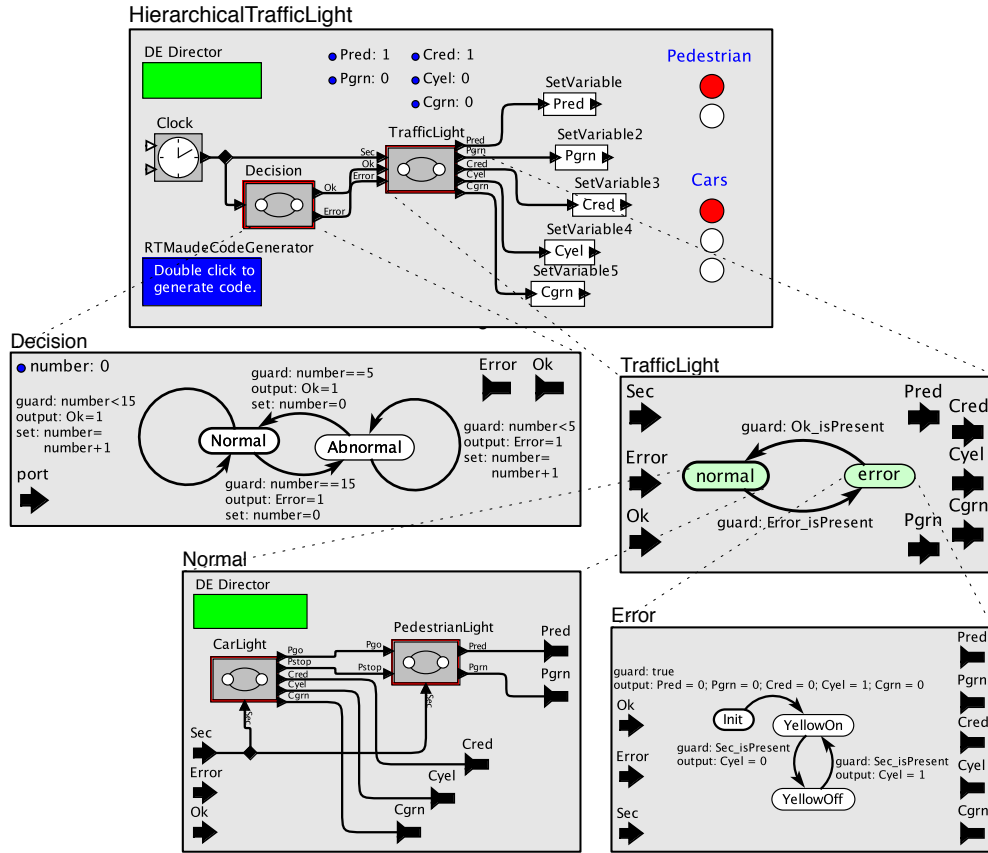 HierarchicalTrafficLight
DE Director
Pred: 1
Pgrn: 0
Cred: 1
Cyel: 0
Cgrn: 0
Pedestrian
Cars
Clock
Decision
Ok
Error
TrafficLight
Sec
Ok
Error
Pred
Pgrn
Cred
Cyel
Cgrn
SetVariable
Pred
SetVariable2
Pgrn
SetVariable3
Cred
SetVariable4
Cyel
SetVariable5
Cgrn
RTMaudeCodeGenerator
Double click to
generate code.
Decision
number: 0
guard: number<15
output: Ok=1
set: number=
number+1
guard: number==5
output: Ok=1
set: number=0
Normal
Abnormal
guard: number==15
output: Error=1
set: number=0
guard: number<5
output: Error=1
set: number=
number+1
Error
Ok
port
TrafficLight
Sec
Error
Ok
guard: Ok_isPresent
normal
error
guard: Error_isPresent
Pred
Cred
Cyel
Cgrn
Pgrn
Normal
DE Director
CarLight
Pgo
Pstop
Cred
Cyel
Cgrn
Sec
PedestrianLight
Pgo
Pstop
Pred
Pgrn
Sec
Pred
Pgrn
Sec
Error
Ok
Cred
Cyel
Cgrn
Error
guard: true
output: Pred = 0; Pgrn = 0; Cred = 0; Cyel = 1; Cgrn = 0
Init
YellowOn
guard: Sec_isPresent
output: Cyel = 0
guard: Sec_isPresent
output: Cyel = 1
YellowOff
Ok
Error
Sec
Pred
Pgrn
Cred
Cyel
Cgrn